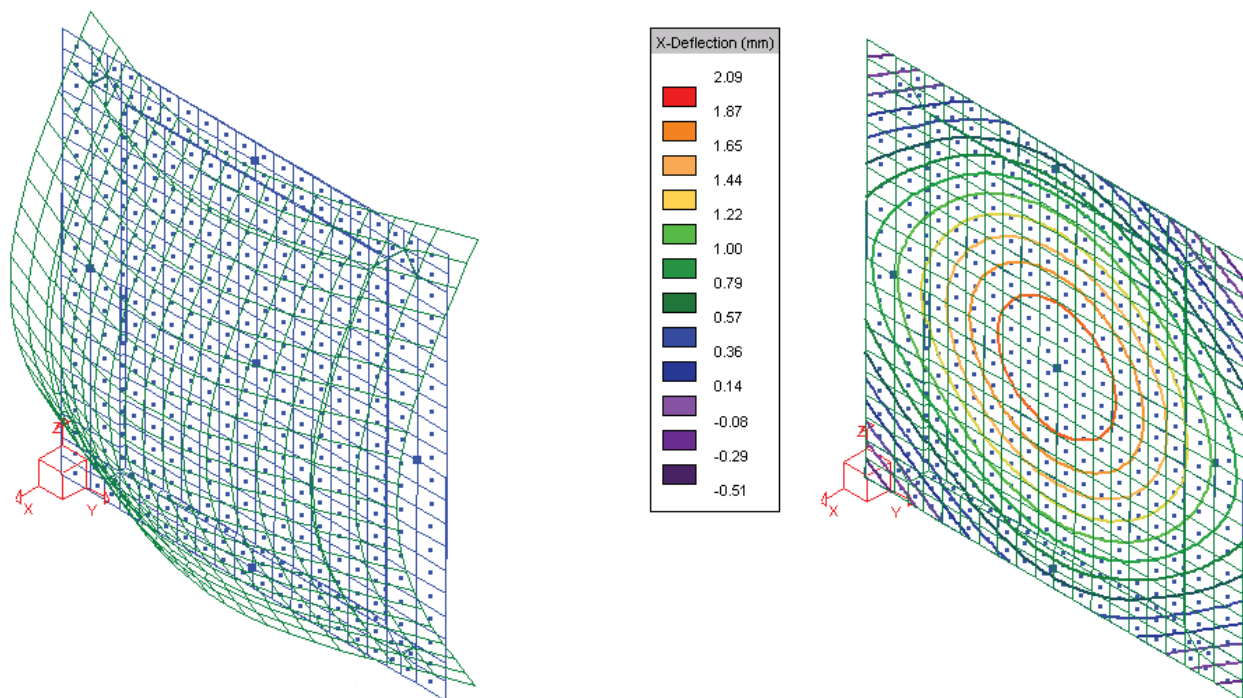 X-Deflection (mm)
2.09
1.87
1.65
1.44
1.22
1.00
0.79
0.57
0.36
0.14
-0.08
-0.29
-0.51
Z
X
Y
Z
X
Y